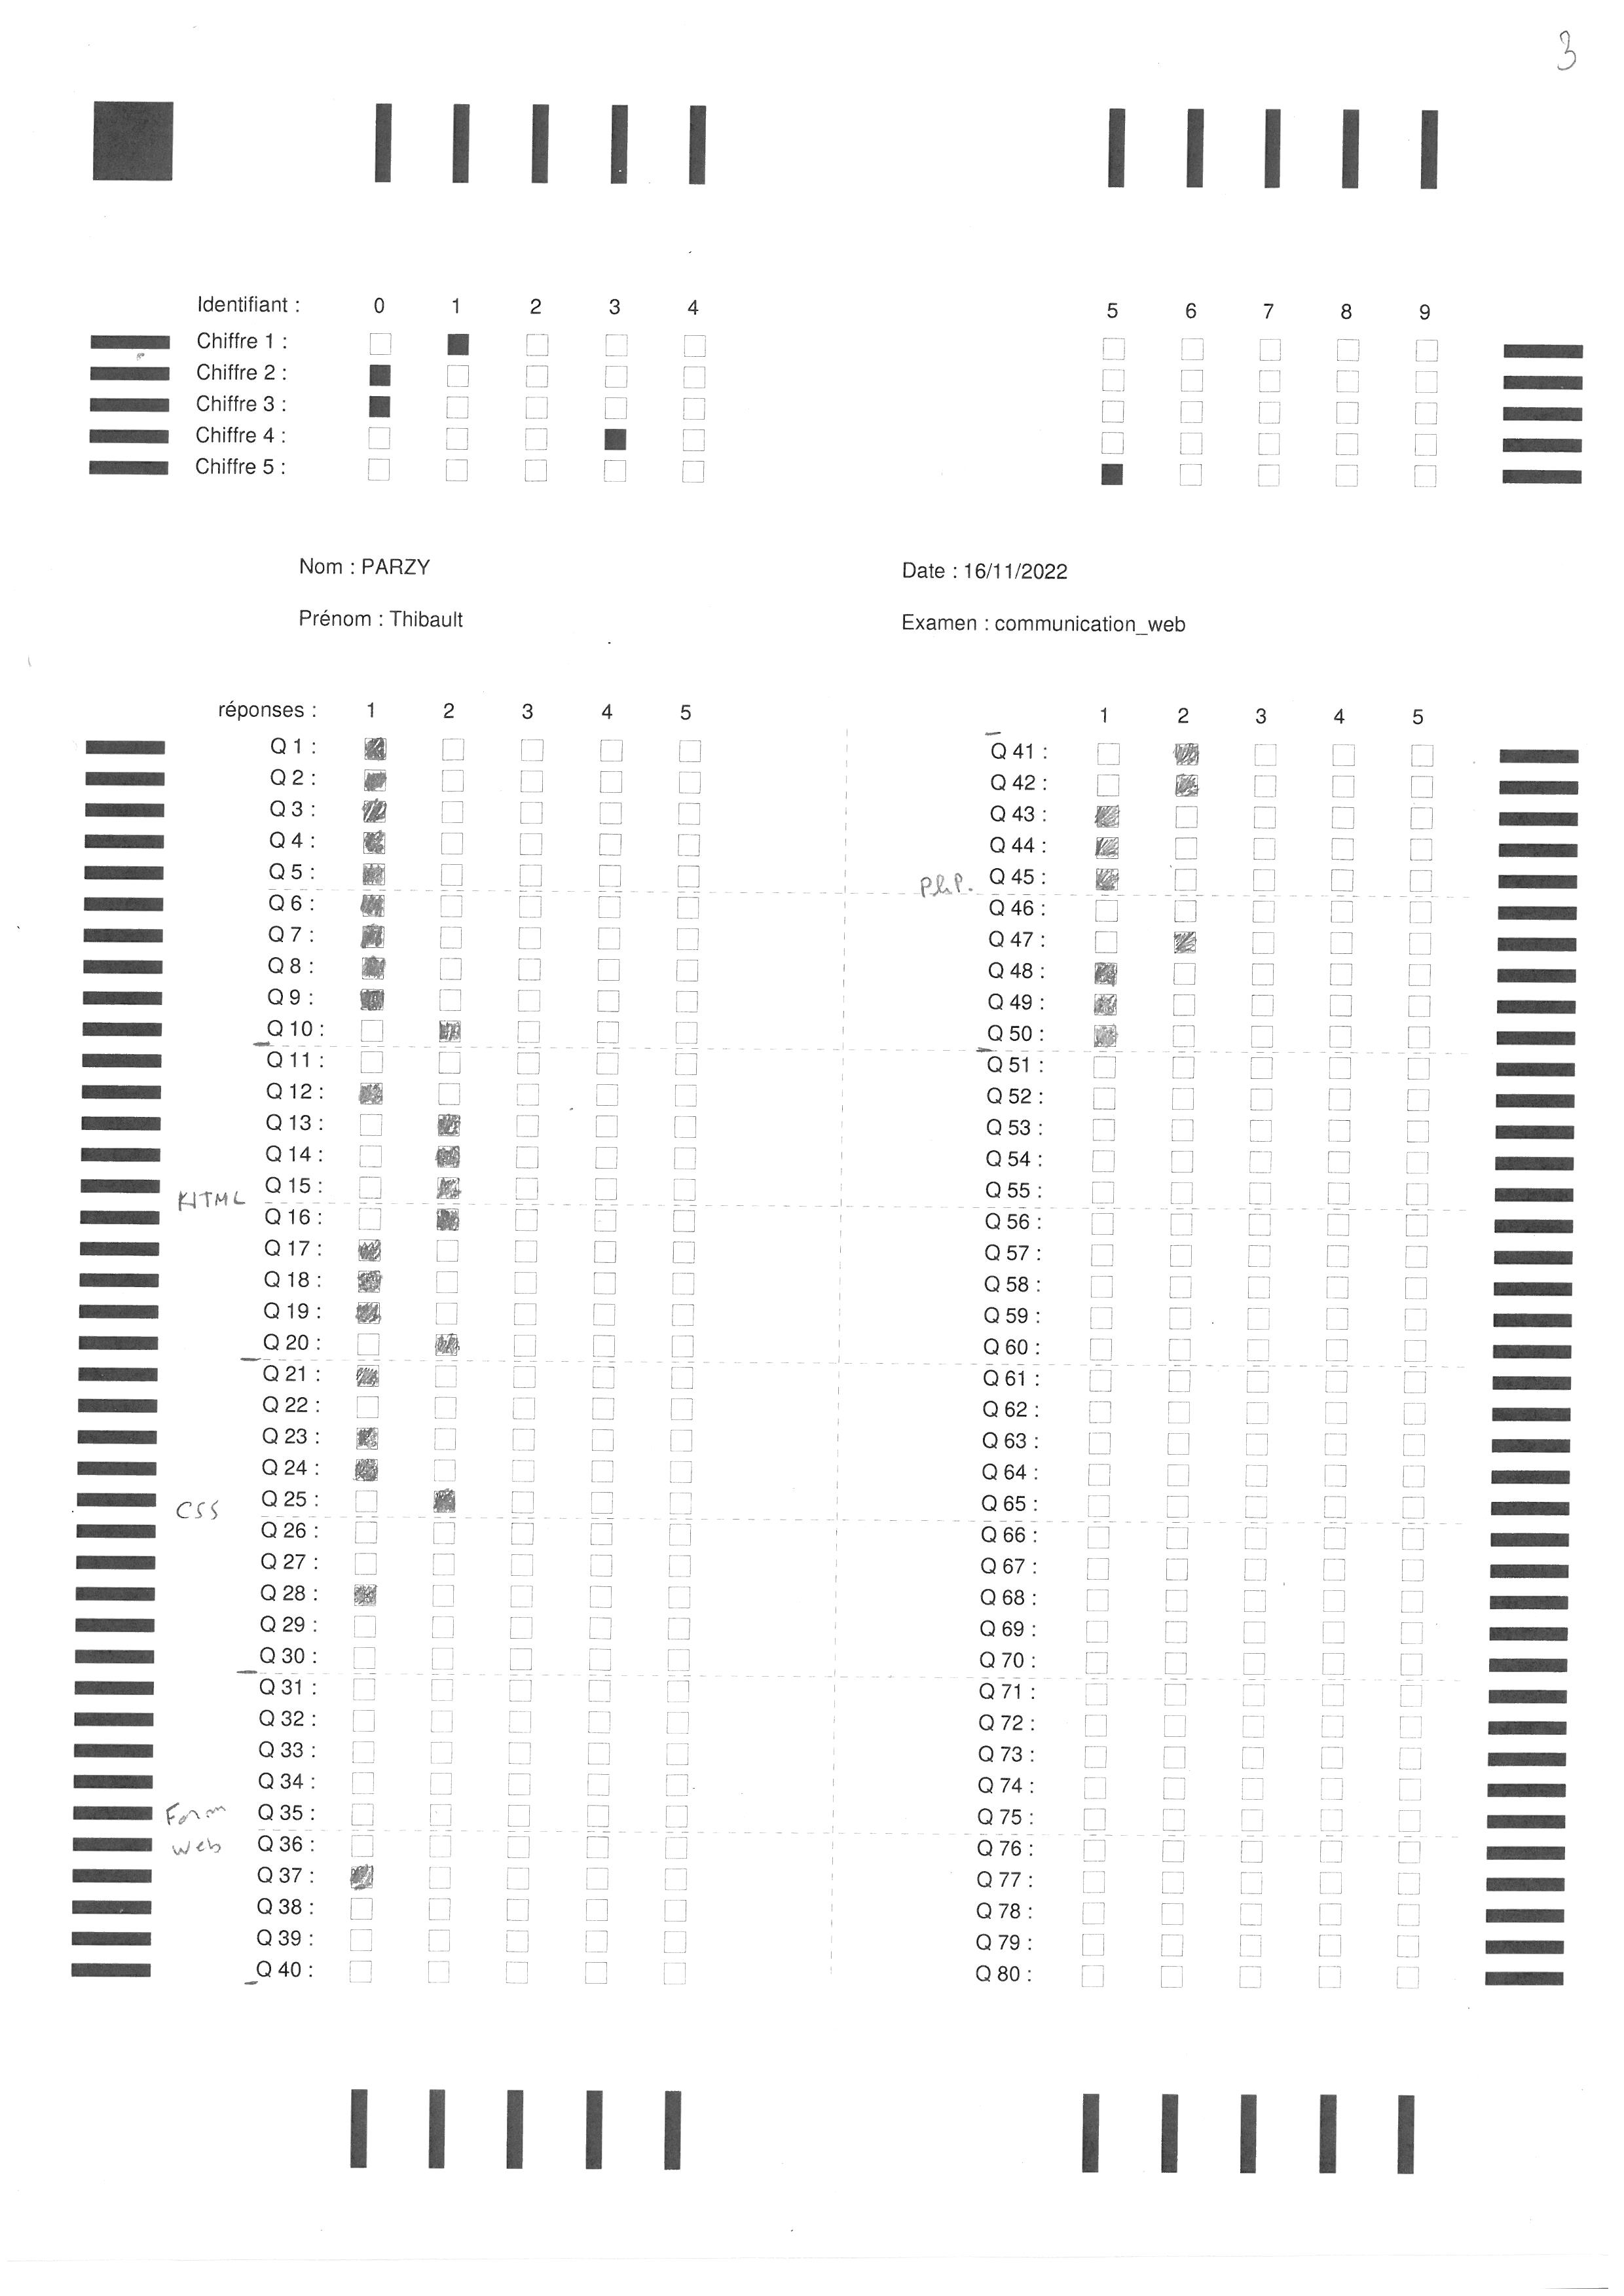 3
Identifiant : 0 1 2 3 4 5 6 7 8 9
Chiffre 1 :
Chiffre 2 :
Chiffre 3 :
Chiffre 4 :
Chiffre 5 :
Nom : PARZY
Date : 16/11/2022
Prénom : Thibault
Examen : communication_web
réponses : 1 2 3 4 5
Q 1 :
Q 2 :
Q 3 :
Q 4 :
Q 5 :
Q 6 :
Q 7 :
Q 8 :
Q 9 :
Q 10 :
Q 11 :
Q 12 :
Q 13 :
Q 14 :
Q 15 :
HTML
Q 16 :
Q 17 :
Q 18 :
Q 19 :
Q 20 :
Q 21 :
Q 22 :
Q 23 :
Q 24 :
Q 25 :
CSS
Q 26 :
Q 27 :
Q 28 :
Q 29 :
Q 30 :
Q 31 :
Q 32 :
Q 33 :
Q 34 :
Form Q 35 :
Web Q 36 :
Q 37 :
Q 38 :
Q 39 :
Q 40 :
1 2 3 4 5
Q 41 :
Q 42 :
Q 43 :
Q 44 :
PhP. Q 45 :
Q 46 :
Q 47 :
Q 48 :
Q 49 :
Q 50 :
Q 51 :
Q 52 :
Q 53 :
Q 54 :
Q 55 :
Q 56 :
Q 57 :
Q 58 :
Q 59 :
Q 60 :
Q 61 :
Q 62 :
Q 63 :
Q 64 :
Q 65 :
Q 66 :
Q 67 :
Q 68 :
Q 69 :
Q 70 :
Q 71 :
Q 72 :
Q 73 :
Q 74 :
Q 75 :
Q 76 :
Q 77 :
Q 78 :
Q 79 :
Q 80 :